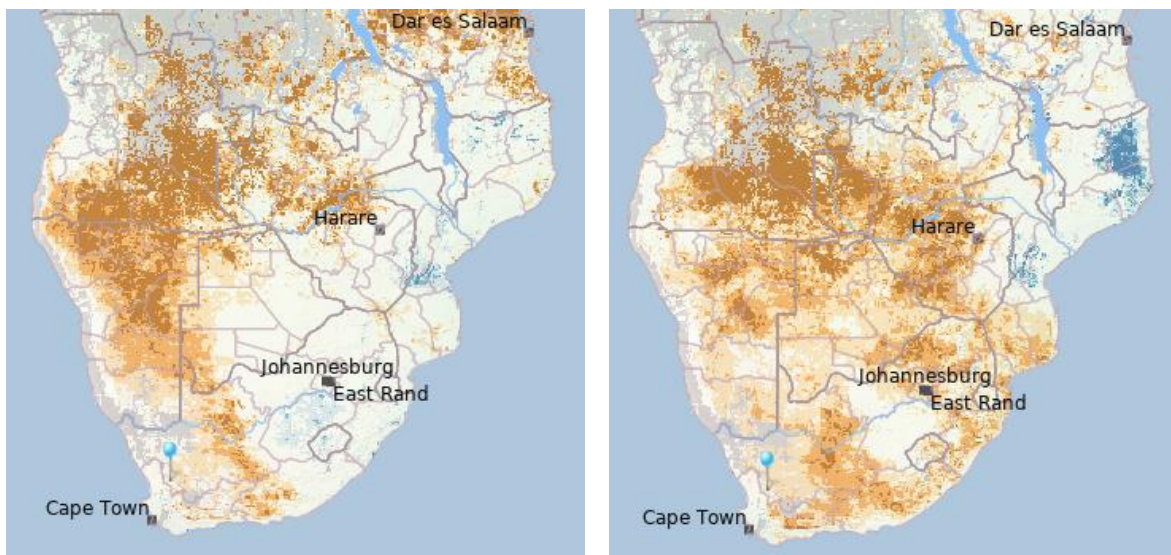 Dar es Salaam
Harare
Johannesburg
East Rand
Cape Town
Dar es Salaam
Harare
Johannesburg
East Rand
Cape Town